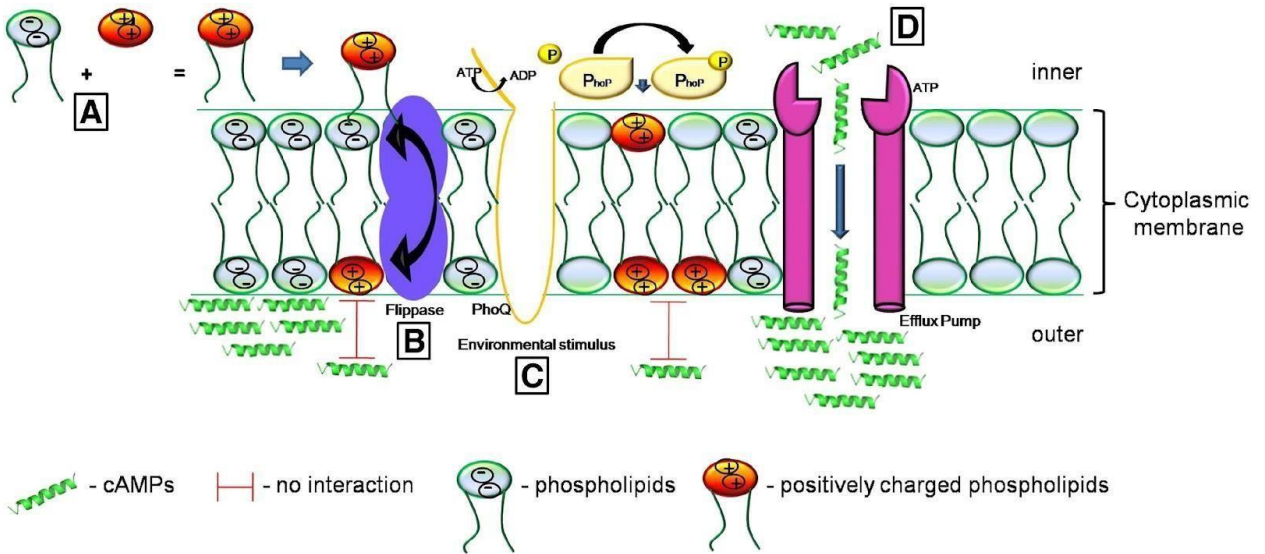 A
+
=
ATP
ADP
P
PhoP
PhoP
P
D
ATP
inner
Cytoplasmic
membrane
Flippase
B
PhoQ
Environmental stimulus
C
Efflux Pump
outer
- cAMPs
- no interaction
- phospholipids
- positively charged phospholipids